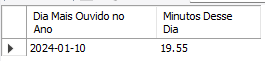 Dia Mais Ouvido no Ano
Minutos Desse Dia
2024-01-10 19.55